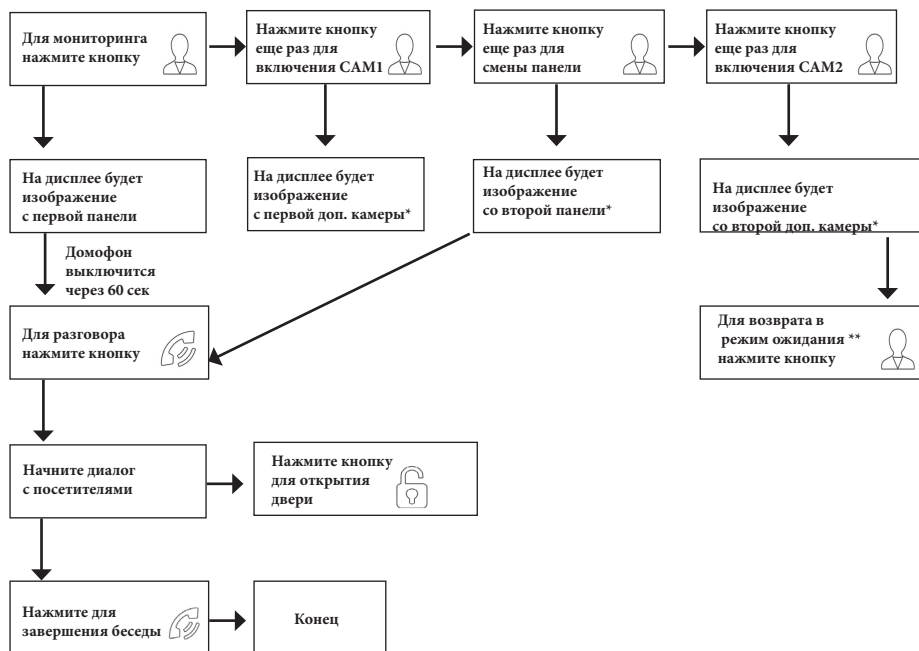 Для мониторинга
нажмите кнопку
Нажмите кнопку
еще раз для
включения CAM1
Нажмите кнопку
еще раз для
смены панели
Нажмите кнопку
еще раз для
включения CAM2
На дисплее будет
изображение
с первой панели
На дисплее будет
изображение
с первой доп. камеры*
На дисплее будет
изображение
со второй панели*
На дисплее будет
изображение
со второй доп. камеры*
Домофон
выключится
через 60 сек
Для разговора
нажмите кнопку
Для возврата в
режим ожидания **
нажмите кнопку
Начните диалог
с посетителями
Нажмите кнопку
для открытия
двери
Нажмите для
завершения беседы
Конец